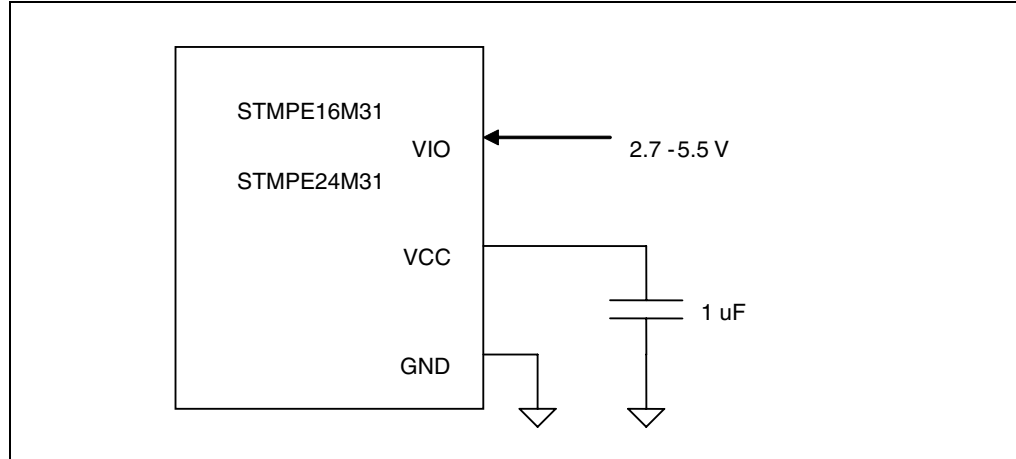 STMPE16M31
VIO
2.7 -5.5 V
STMPE24M31
VCC
1 uF
GND